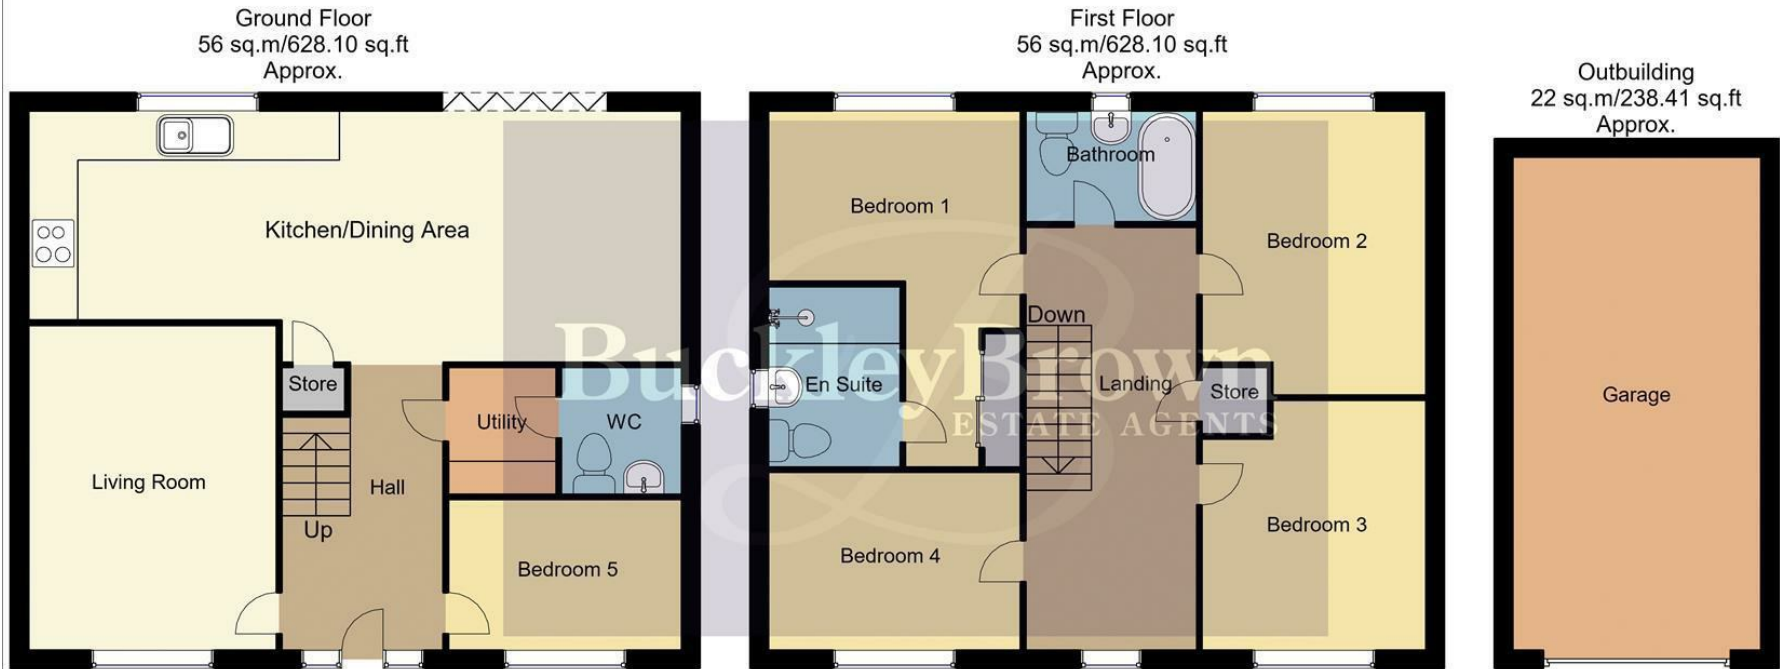 Ground Floor
56 sq.m/628.10 sq.ft
Approx.
Kitchen/Dining Area
Store
Utility
WC
Living Room
Hall
Up
Bedroom 5
First Floor
56 sq.m/628.10 sq.ft
Approx.
Bathroom
Bedroom 1
Bedroom 2
Down
En Suite
Landing
Store
Bedroom 3
Bedroom 4
BuckleyBrown
ESTATE AGENTS
Outbuilding
22 sq.m/238.41 sq.ft
Approx.
Garage